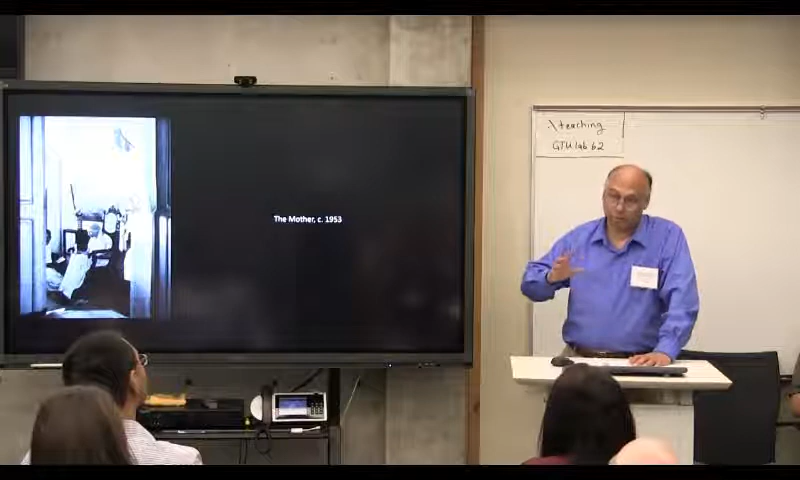 The Mother, c. 1953
.\teaching
GTU lab 62